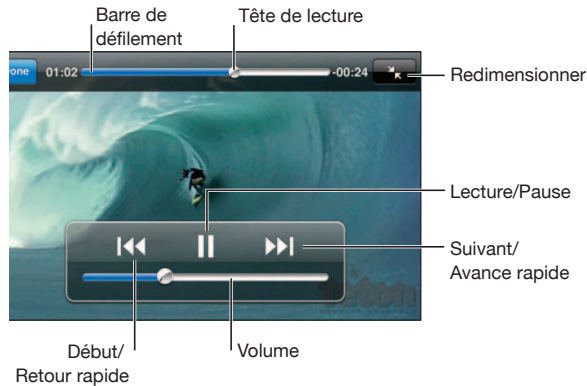 Barre de
défilement
Tête de lecture
one 01:02 -00:24
Redimensionner
Lecture/Pause
Suivant/
Avance rapide
Début/
Retour rapide
Volume